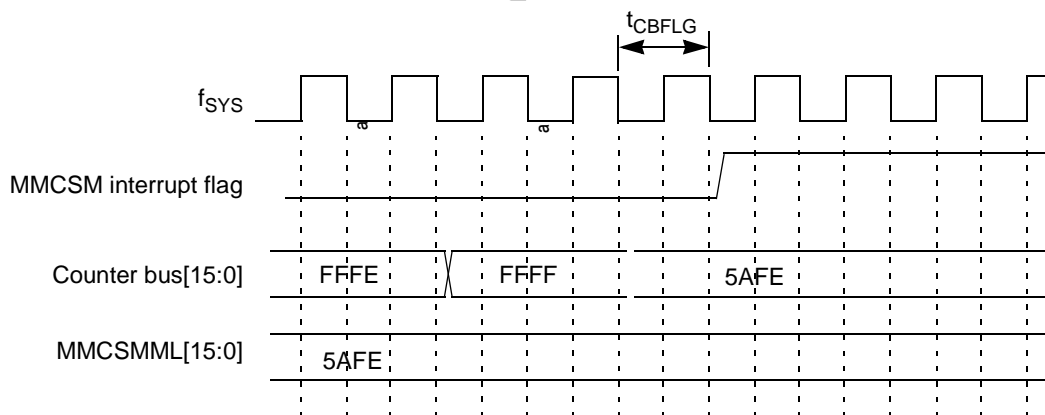 tCBFLG
fSYS
a a
MMCSM interrupt flag
Counter bus[15:0] FFFE FFFF 5AFE
MMCSMML[15:0] 5AFE